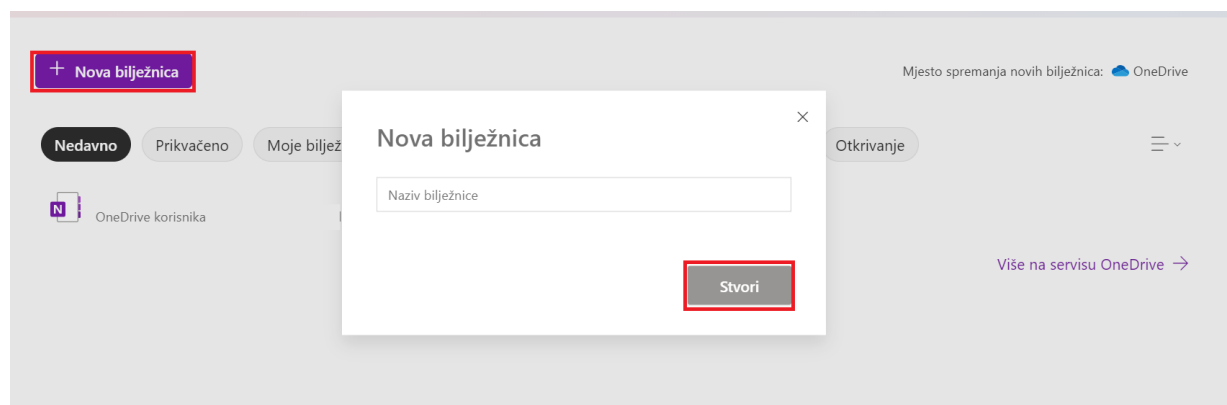 + Nova bilježnica
Mjesto spremanja novih bilježnica: OneDrive
Nova bilježnica
Nedavno Prikvačeno Moje biljež Otkrivanje
Naziv bilježnice
N OneDrive korisnika
Više na servisu OneDrive →
Stvori